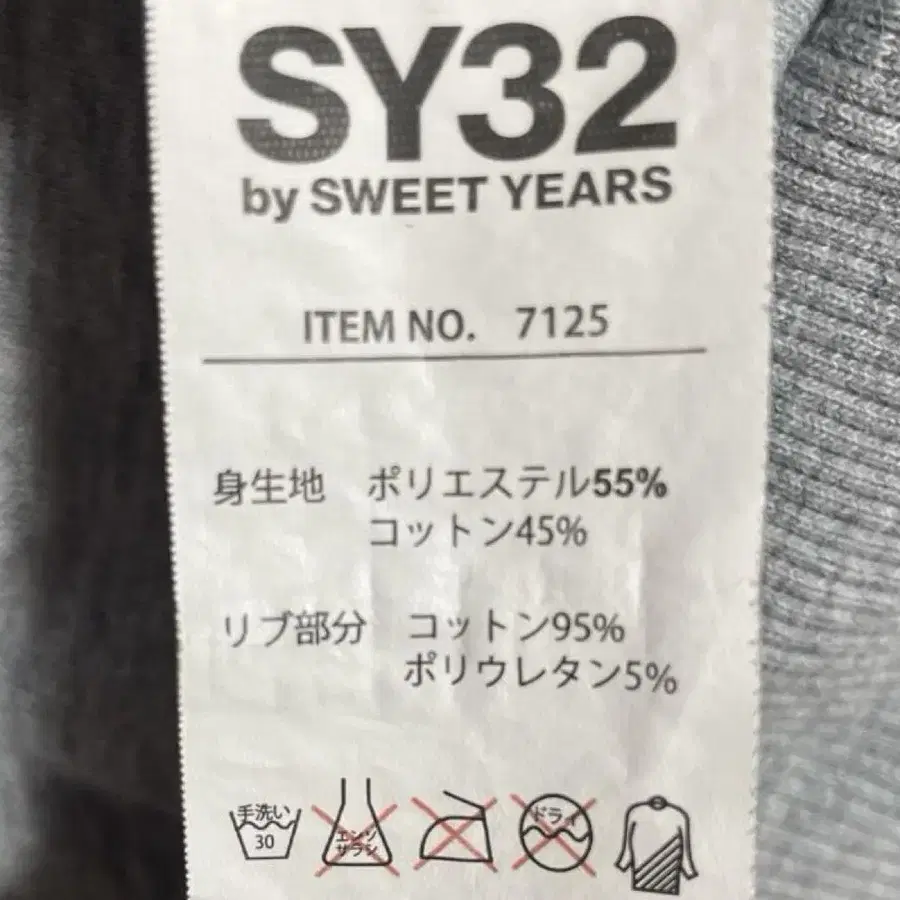 SY32
by SWEET YEARS
ITEM NO. 7125
身生地 ポリエステル55%
コットン45%
リブ部分 コットン95%
ポリウレタン5%
手洗い
30
エンソ
サラシ
ドライ